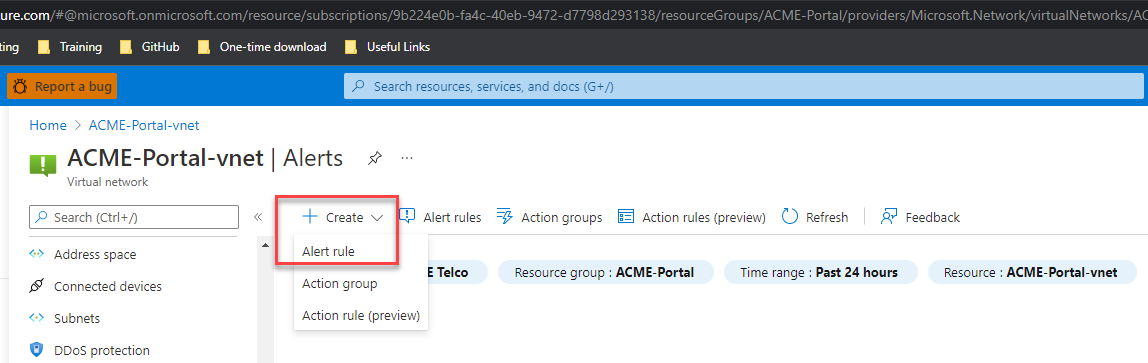 ure.com/#@microsoft.onmicrosoft.com/resource/subscriptions/9b224e0b-fa4c-40eb-9472-d7798d293138/resourceGroups/ACME-Portal/providers/Microsoft.Network/virtualNetworks/AC
ting Training GitHub One-time download Useful Links
Report a bug Search resources, services, and docs (G+/)
Home > ACME-Portal-vnet
ACME-Portal-vnet | Alerts ...
Virtual network
Search (Ctrl+/) « + Create Alert rules Action groups Action rules (preview) Refresh Feedback
Address space
Alert rule
E Telco Resource group : ACME-Portal Time range : Past 24 hours Resource : ACME-Portal-vnet
Connected devices
Action group
Subnets
Action rule (preview)
DDoS protection